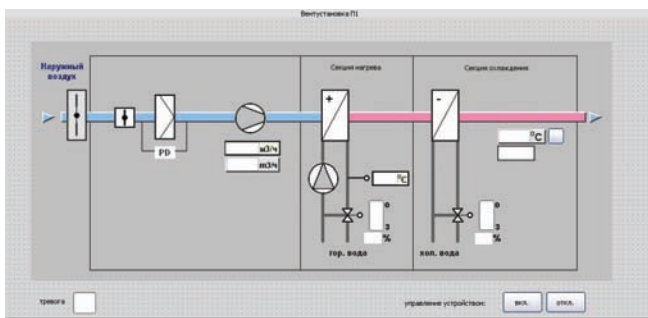 Вентустановка П1
Наружный воздух
Секция нагрева
Секция охлаждения
+
-
PD
м3/ч
m3/ч
°C
°C
о
з
%
о
з
%
гор. вода
хол. вода
тревога
управление устройством:
вкл.
откл.